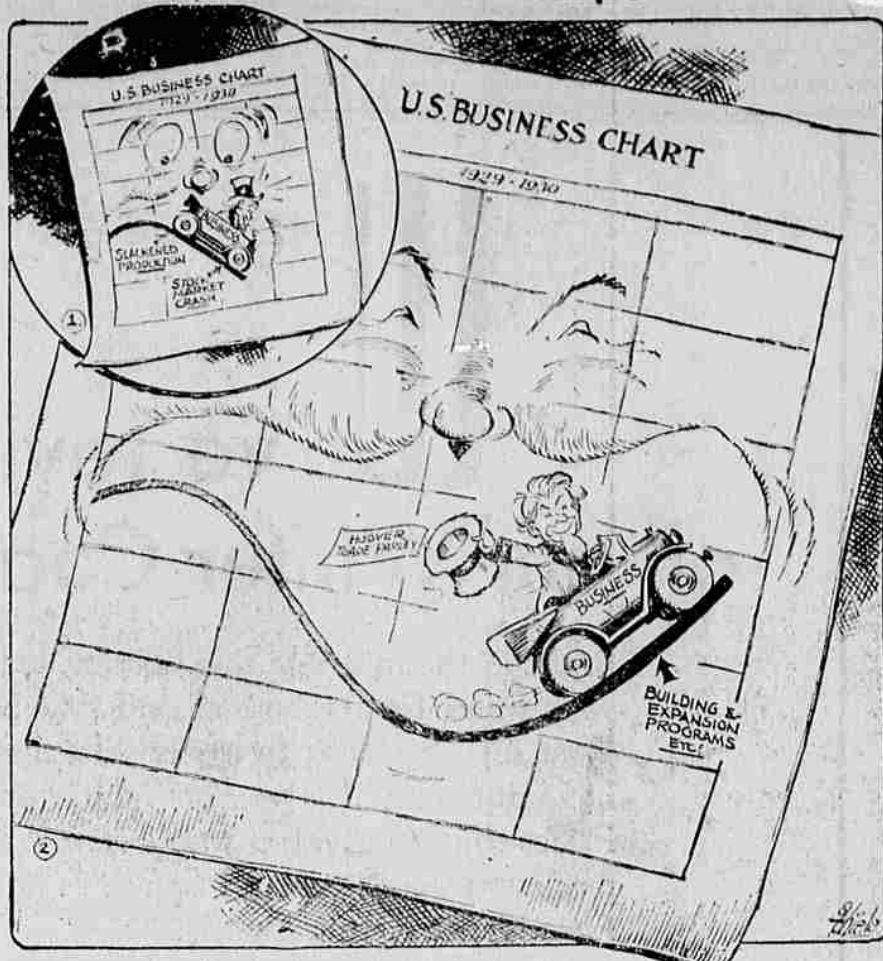 U.S. BUSINESS CHART
1929-1930
BUSINESS
SLACKENED
PRODUCTION
STOCK
MARKET
CRASH
1
U.S. BUSINESS CHART
1929-1930
HOOVER
TRADE PARLEY
BUSINESS
BUILDING &
EXPANSION
PROGRAMS
ETC!
2